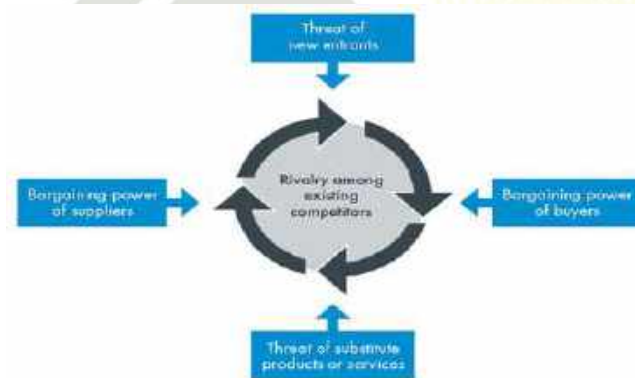 Threat of
new entrants
Bargaining power
of suppliers
Rivalry among
existing
competitors
Bargaining power
of buyers
Threat of substitute
products or services